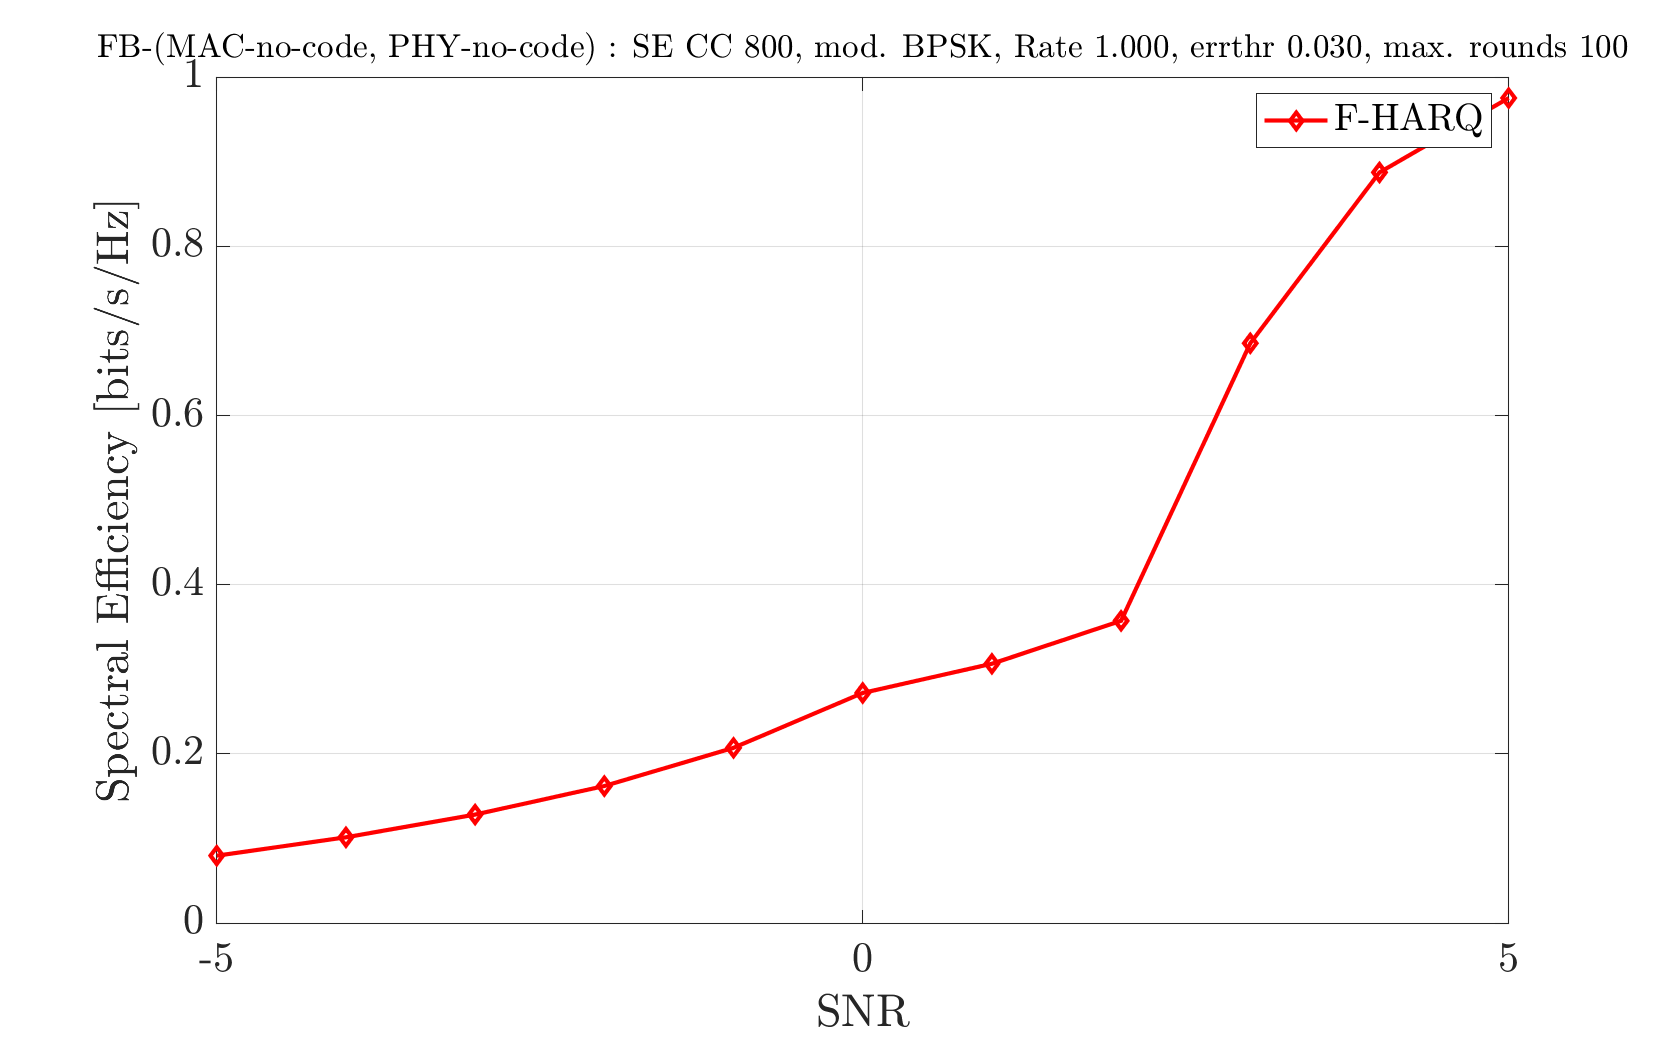 FB-(MAC-no-code, PHY-no-code) : SE CC 800, mod. BPSK, Rate 1.000, errthr 0.030, max. rounds 100
F-HARQ
1
0.8
0.6
0.4
0.2
0
Spectral Efficiency [bits/s/Hz]
-5
0
5
SNR